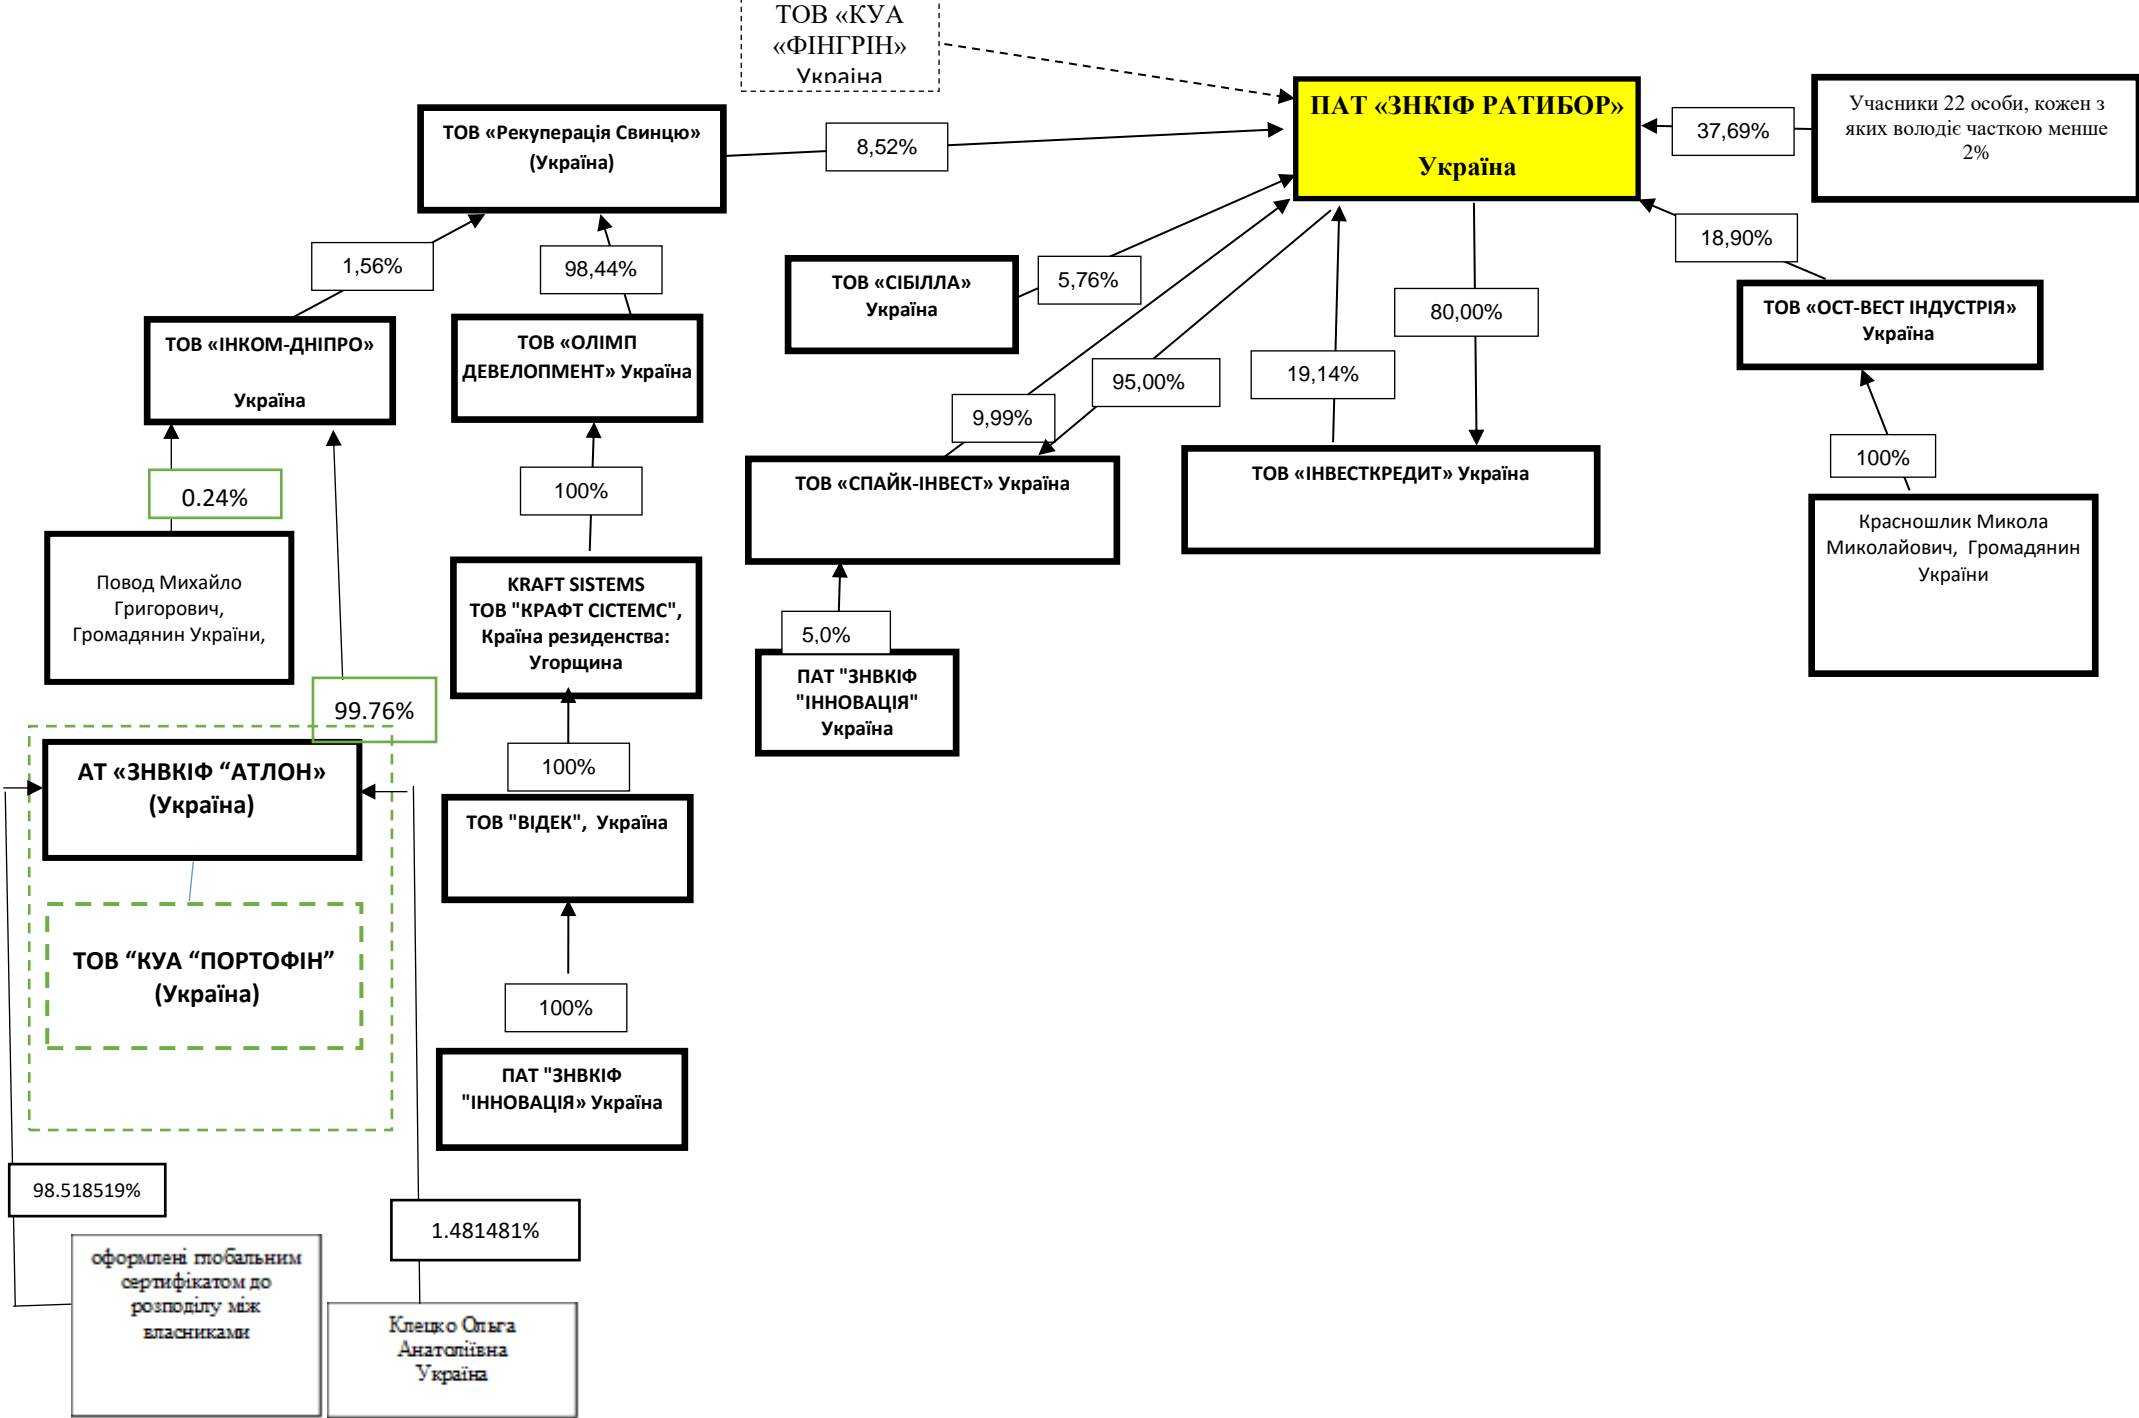 ТОВ «КУА
«ФІНГРІН»
Україна
ПАТ «ЗНКІФ РАТИБОР»
Україна
Учасники 22 особи, кожен з
яких володіє часткою менше
2%
37,69%
ТОВ «Рекуперація Свинцю»
(Україна)
8,52%
1,56%
98,44%
18,90%
ТОВ «СІБІЛЛА»
Україна
5,76%
80,00%
ТОВ «ОСТ-ВЕСТ ІНДУСТРІЯ»
Україна
ТОВ «ІНКОМ-ДНІПРО»
Україна
ТОВ «ОЛІМП
ДЕВЕЛОПМЕНТ» Україна
95,00%
19,14%
9,99%
100%
0.24%
100%
ТОВ «СПАЙК-ІНВЕСТ» Україна
ТОВ «ІНВЕСТКРЕДИТ» Україна
Красношлик Микола
Миколайович,  Громадянин
України
Повод Михайло
Григорович,
Громадянин України,
KRAFT SISTEMS
ТОВ "КРАФТ СІСТЕМС",
Країна резиденства:
Угорщина
5,0%
ПАТ "ЗНВКІФ
"ІННОВАЦІЯ"
Україна
99.76%
АТ «ЗНВКІФ “АТЛОН»
(Україна)
100%
ТОВ "ВІДЕК",  Україна
ТОВ “КУА “ПОРТОФІН”
(Україна)
100%
ПАТ "ЗНВКІФ
"ІННОВАЦІЯ» Україна
98.518519%
1.481481%
оформлені глобальним
сертифікатом до
розподілу між
власниками
Клецко Ольга
Анатоліївна
Україна